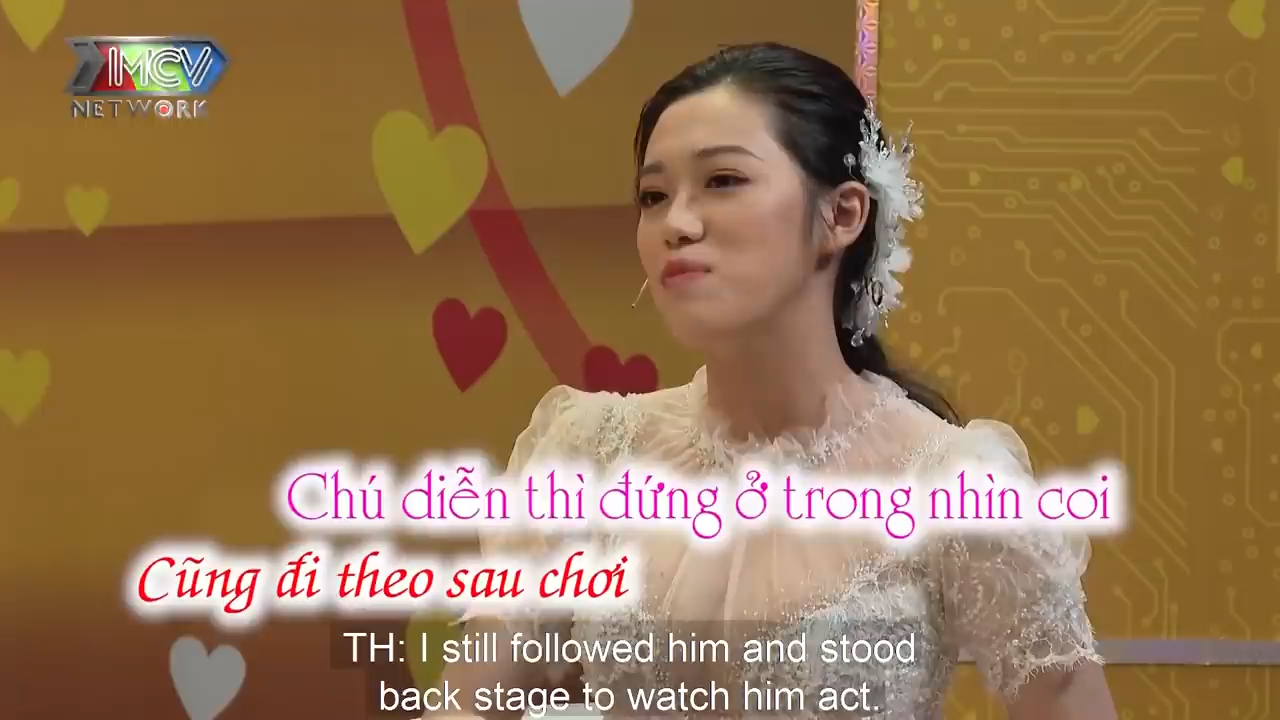 MCV
NETWORK
Chú diễn thì đứng ở trong nhìn coi
Cũng đi theo sau chơi
TH: I still followed him and stood
back stage to watch him act.